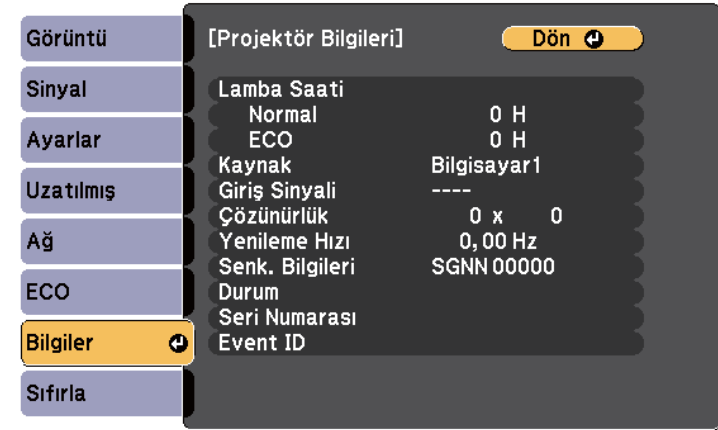 Görüntü
Sinyal
Ayarlar
Uzatılmış
Ağ
ECO
Bilgiler
Sıfırla
[Projektör Bilgileri] Dön
Lamba Saati
Normal 0 H
ECO 0 H
Kaynak Bilgisayar1
Giriş Sinyali ----
Çözünürlük 0 x 0
Yenileme Hızı 0,00 Hz
Senk. Bilgileri SGNN 00000
Durum
Seri Numarası
Event ID